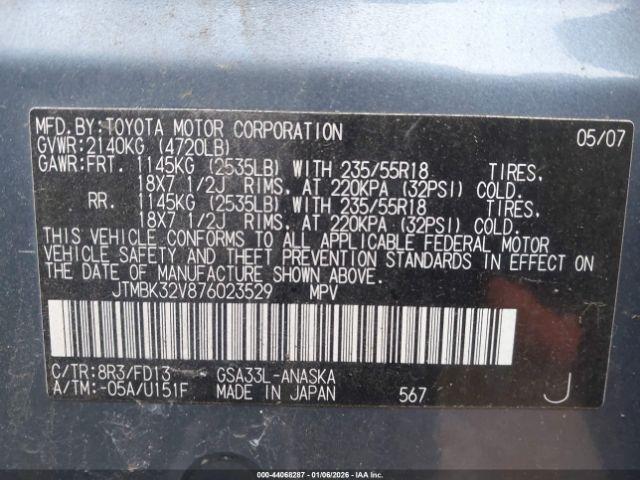 MFD.BY:TOYOTA MOTOR CORPORATION 05/07
GVWR:2140KG (4720LB)
GAWR:FRT. 1145KG (2535LB) WITH 235/55R18 TIRES,
18X7 1/2J RIMS, AT 220KPA (32PSI) COLD.
RR. 1145KG (2535LB) WITH 235/55R18 TIRES,
18X7 1/2J RIMS, AT 220KPA (32PSI) COLD.
THIS VEHICLE CONFORMS TO ALL APPLICABLE FEDERAL MOTOR
VEHICLE SAFETY AND THEFT PREVENTION STANDARDS IN EFFECT ON
THE DATE OF MANUFACTURE SHOWN ABOVE.
JTMBK32V876023529 MPV
C/TR:8R3/FD13 GSA33L-ANASKA
A/TM:-05A/U151F MADE IN JAPAN 567 J
000-44068287 - 01/06/2026 - IAA, Inc.